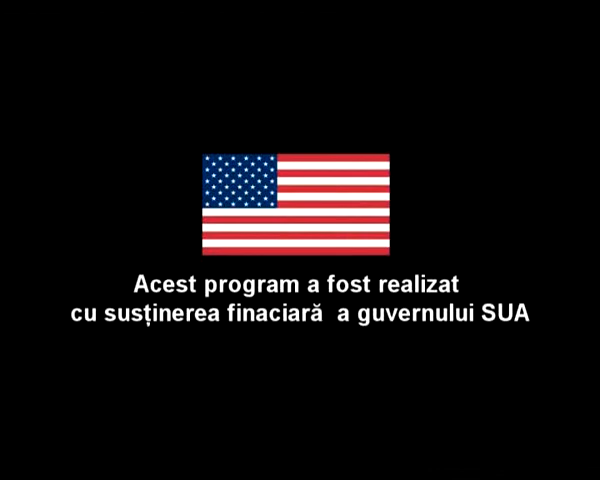 Acest program a fost realizat
cu susținerea finaciară  a guvernului SUA